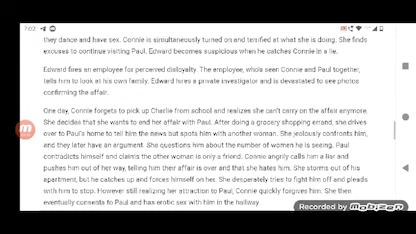 7:02
they dance and have sex. Connie is simultaneously turned on and terrified at what she is doing. She finds
excuses to continue visiting Paul. Edward becomes suspicious when he catches Connie in a lie.
Edward fires an employee for perceived disloyalty. The employee, who's seen Connie and Paul together,
tells him to look at his own family. Edward hires a private investigator and is devastated to see photos
confirming the affair.
One day, Connie forgets to pick up Charlie from school and realizes she can't carry on the affair anymore.
She decides that she wants to end her affair with Paul. After doing a grocery shopping errand, she drives
over to Paul's home to tell him the news but spots him with another woman. She jealously confronts him,
and they later have an argument. She questions him about the number of women he is seeing. Paul
contradicts himself and claims the other woman is only a friend. Connie angrily calls him a liar and
pushes him out of her way, telling him their affair is over and that she hates him. She storms out of his
apartment, but he catches up and forces himself on her. She desperately tries to fight him off and pleads
with him to stop. However still realizing her attraction to Paul, Connie quickly forgives him. She then
eventually consents to Paul and has erotic sex with him in the hallway.
Recorded by Mobizen